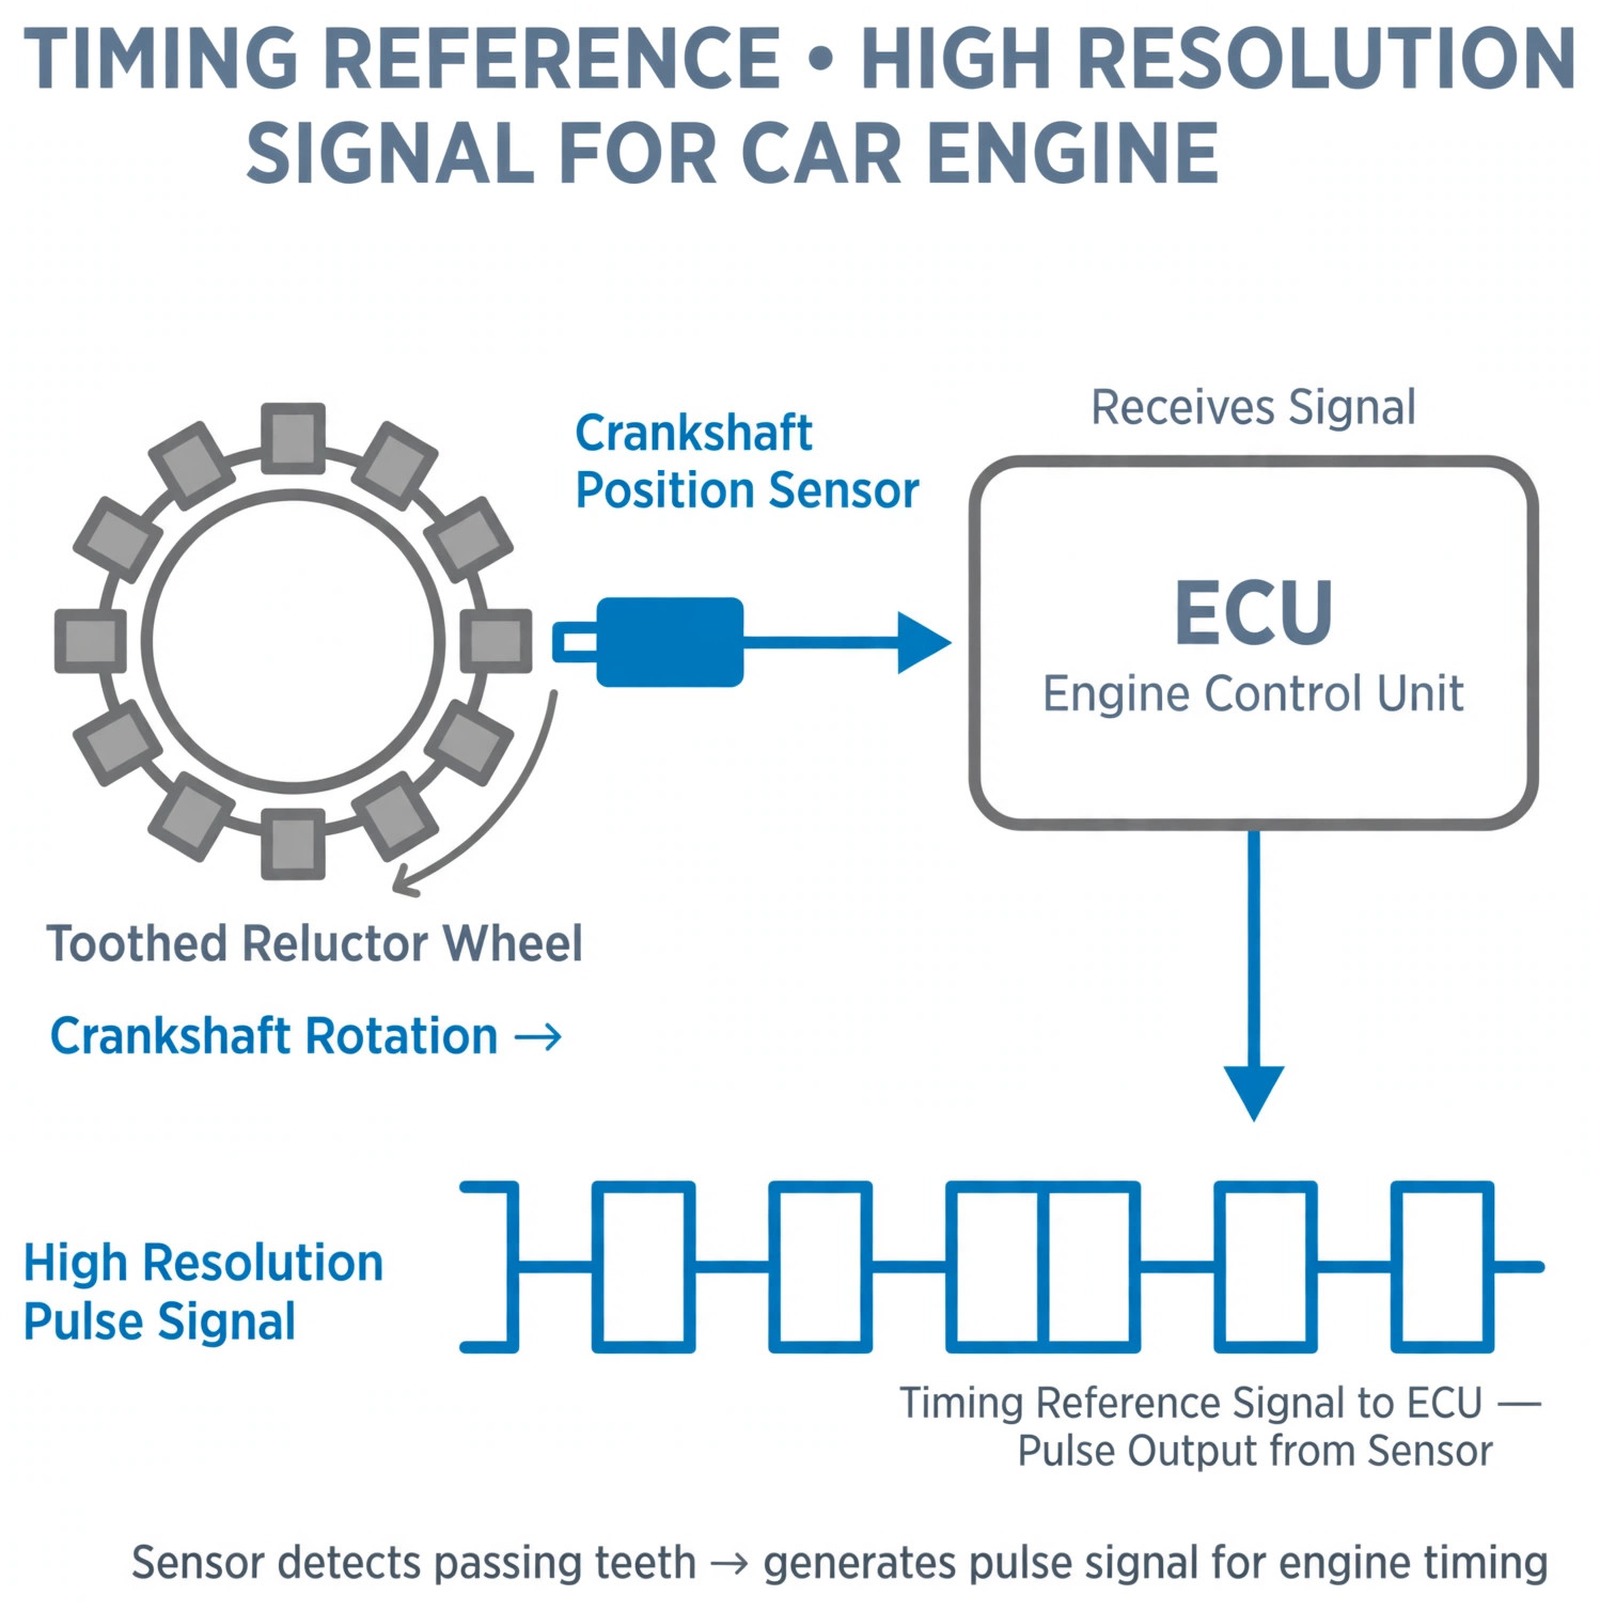 TIMING REFERENCE • HIGH RESOLUTION
SIGNAL FOR CAR ENGINE
Crankshaft
Position Sensor
Receives Signal
ECU
Engine Control Unit
Toothed Reluctor Wheel
Crankshaft Rotation →
High Resolution
Pulse Signal
Timing Reference Signal to ECU —
Pulse Output from Sensor
Sensor detects passing teeth → generates pulse signal for engine timing